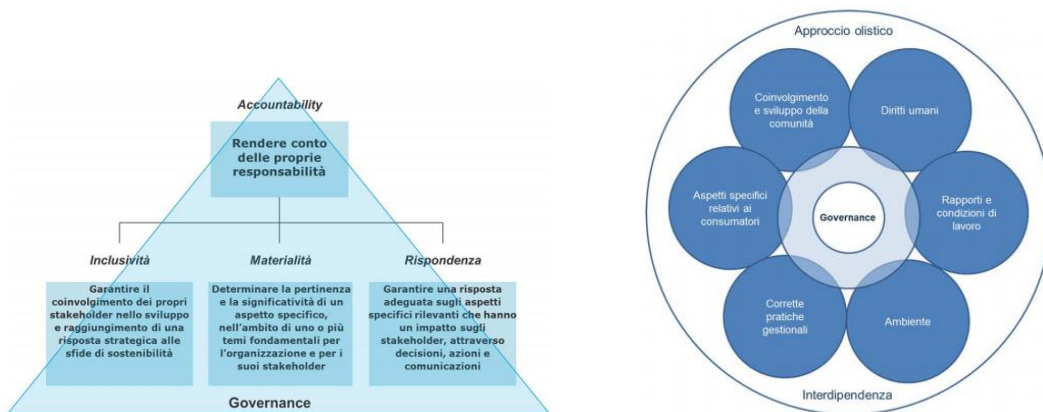 Accountability
Rendere conto
delle proprie
responsabilità
Inclusività
Garantire il
coinvolgimento dei propri
stakeholder nello sviluppo
e raggiungimento di una
risposta strategica alle
sfide di sostenibilità
Materialità
Determinare la pertinenza
e la significatività di un
aspetto specifico,
nell'ambito di uno o più
temi fondamentali per
l'organizzazione e per i
suoi stakeholder
Rispondenza
Garantire una risposta
adeguata sugli aspetti
specifici rilevanti che hanno
un impatto sugli
stakeholder, attraverso
decisioni, azioni e
comunicazioni
Governance
Approccio olistico
Coinvolgimento
e sviluppo della
comunità
Diritti umani
Aspetti specifici
relativi ai
consumatori
Governance
Rapporti e
condizioni di
lavoro
Corrette
pratiche
gestionali
Ambiente
Interdipendenza